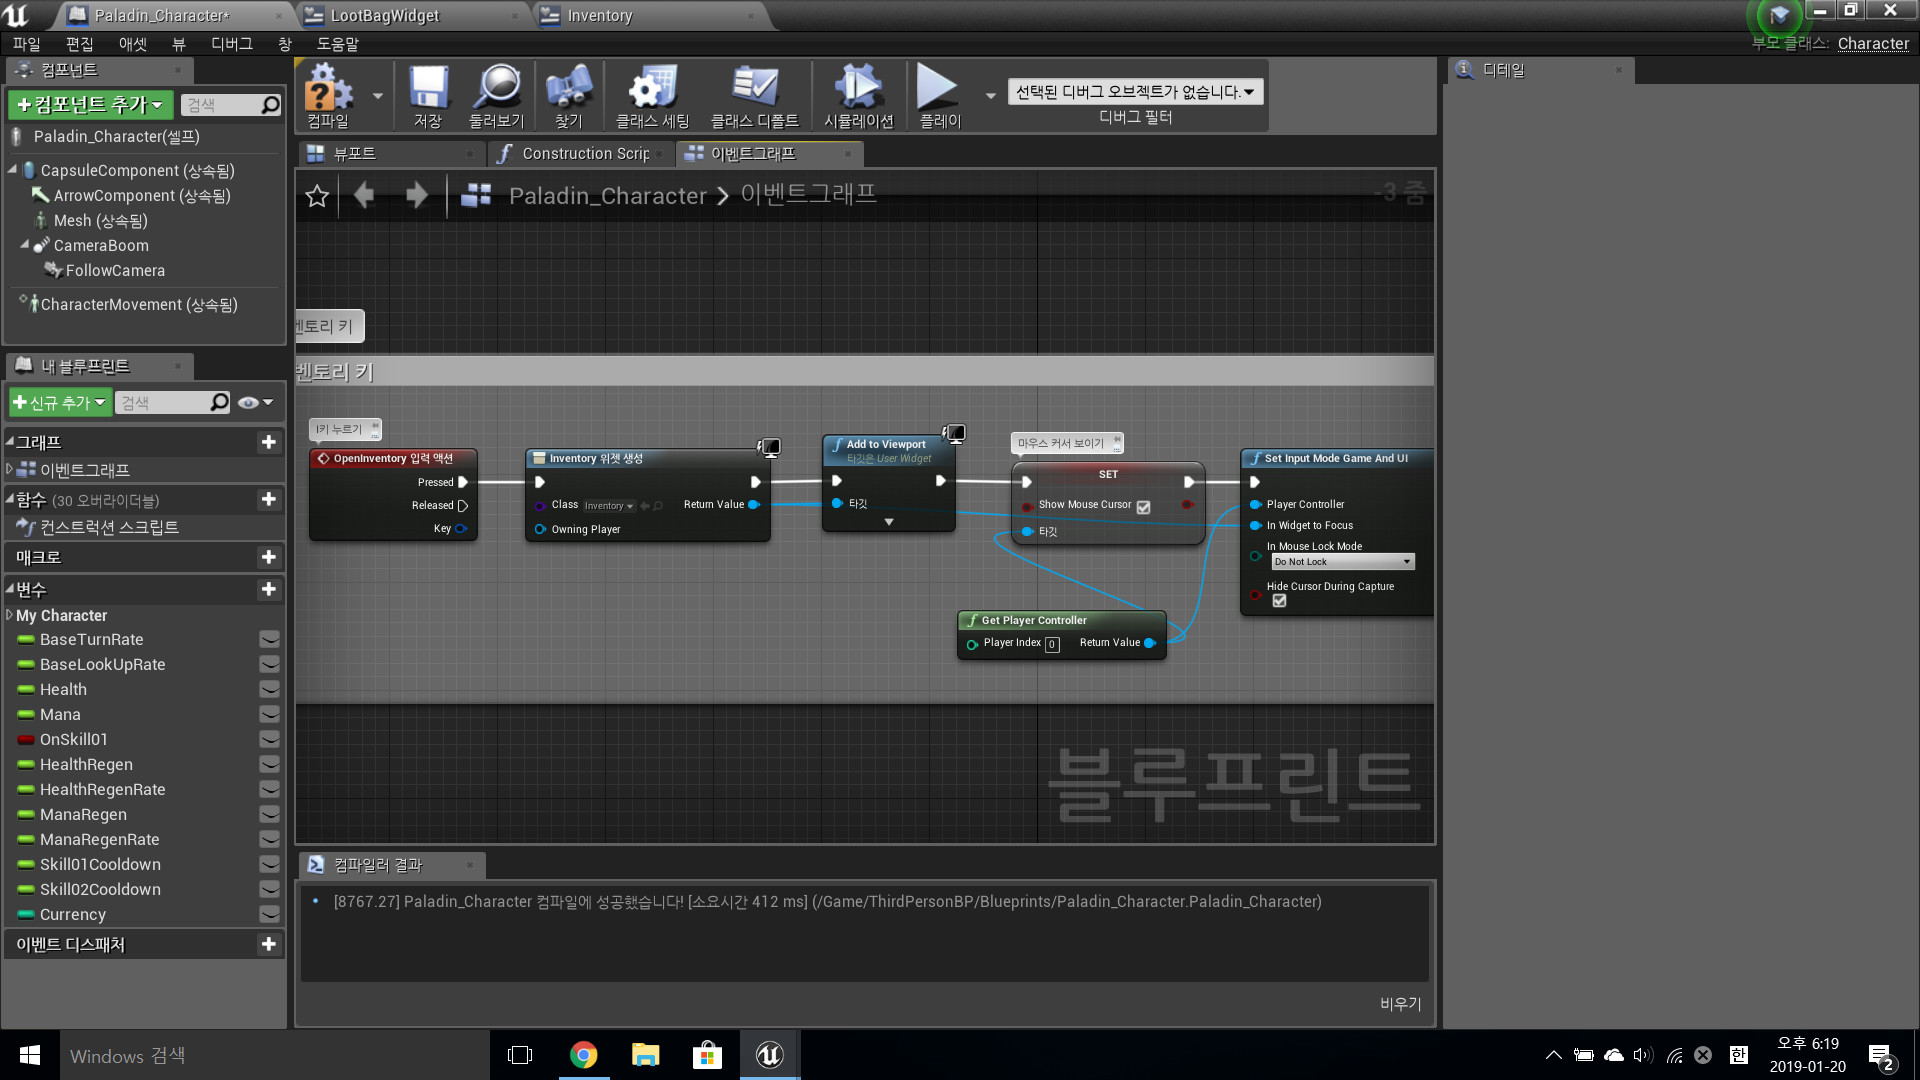 Paladin_Character*
LootBagWidget
Inventory
파일 편집 애셋 뷰 디버그 창 도움말
부모 클래스: Character
컴포넌트
+컴포넌트 추가
검색
Paladin_Character(셀프)
CapsuleComponent (상속됨)
ArrowComponent (상속됨)
Mesh (상속됨)
CameraBoom
FollowCamera
CharacterMovement (상속됨)
내 블루프린트
+신규 추가
검색
그래프
이벤트그래프
함수 (30 오버라이더블)
컨스트럭션 스크립트
매크로
변수
My Character
BaseTurnRate
BaseLookUpRate
Health
Mana
OnSkill01
HealthRegen
HealthRegenRate
ManaRegen
ManaRegenRate
Skill01Cooldown
Skill02Cooldown
Currency
이벤트 디스패처
컴파일
저장
둘러보기
찾기
클래스 세팅
클래스 디폴트
시뮬레이션
플레이
선택된 디버그 오브젝트가 없습니다.
디버그 필터
뷰포트
Construction Scrip
이벤트그래프
Paladin_Character > 이벤트그래프
-3 줌
벤토리 키
벤토리 키
I키 누르기
OpenInventory 입력 액션
Pressed
Released
Key
Inventory 위젯 생성
Class Inventory
Return Value
Owning Player
Add to Viewport
타깃은 User Widget
타깃
마우스 커서 보이기
SET
Show Mouse Cursor
타깃
Get Player Controller
Player Index 0
Return Value
Set Input Mode Game And UI
Player Controller
In Widget to Focus
In Mouse Lock Mode
Do Not Lock
Hide Cursor During Capture
블루프린트
컴파일러 결과
[8767.27] Paladin_Character 컴파일에 성공했습니다! [소요시간 412 ms] (/Game/ThirdPersonBP/Blueprints/Paladin_Character.Paladin_Character)
비우기
디테일
Windows 검색
한
오후 6:19
2019-01-20
2